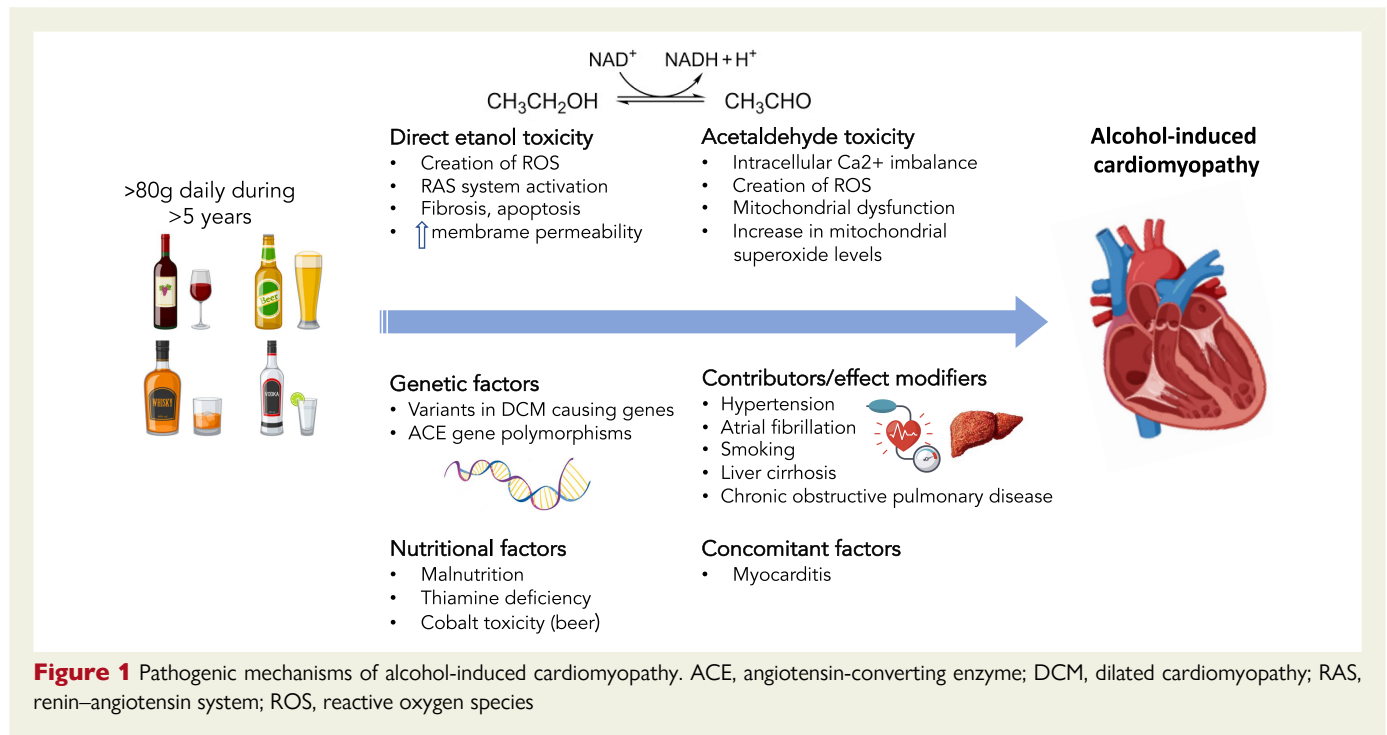 NAD⁺ NADH + H⁺
CH₃CH₂OH CH₃CHO
>80g daily during
>5 years
Beer
WHISKY
VODKA
Direct etanol toxicity
• Creation of ROS
• RAS system activation
• Fibrosis, apoptosis
• ⇧membrame permeability
Acetaldehyde toxicity
• Intracellular Ca2+ imbalance
• Creation of ROS
• Mitochondrial dysfunction
• Increase in mitochondrial
superoxide levels
Alcohol-induced
cardiomyopathy
Genetic factors
• Variants in DCM causing genes
• ACE gene polymorphisms
Contributors/effect modifiers
• Hypertension
• Atrial fibrillation
• Smoking
• Liver cirrhosis
• Chronic obstructive pulmonary disease
Nutritional factors
• Malnutrition
• Thiamine deficiency
• Cobalt toxicity (beer)
Concomitant factors
• Myocarditis
Figure 1 Pathogenic mechanisms of alcohol-induced cardiomyopathy. ACE, angiotensin-converting enzyme; DCM, dilated cardiomyopathy; RAS,
renin–angiotensin system; ROS, reactive oxygen species